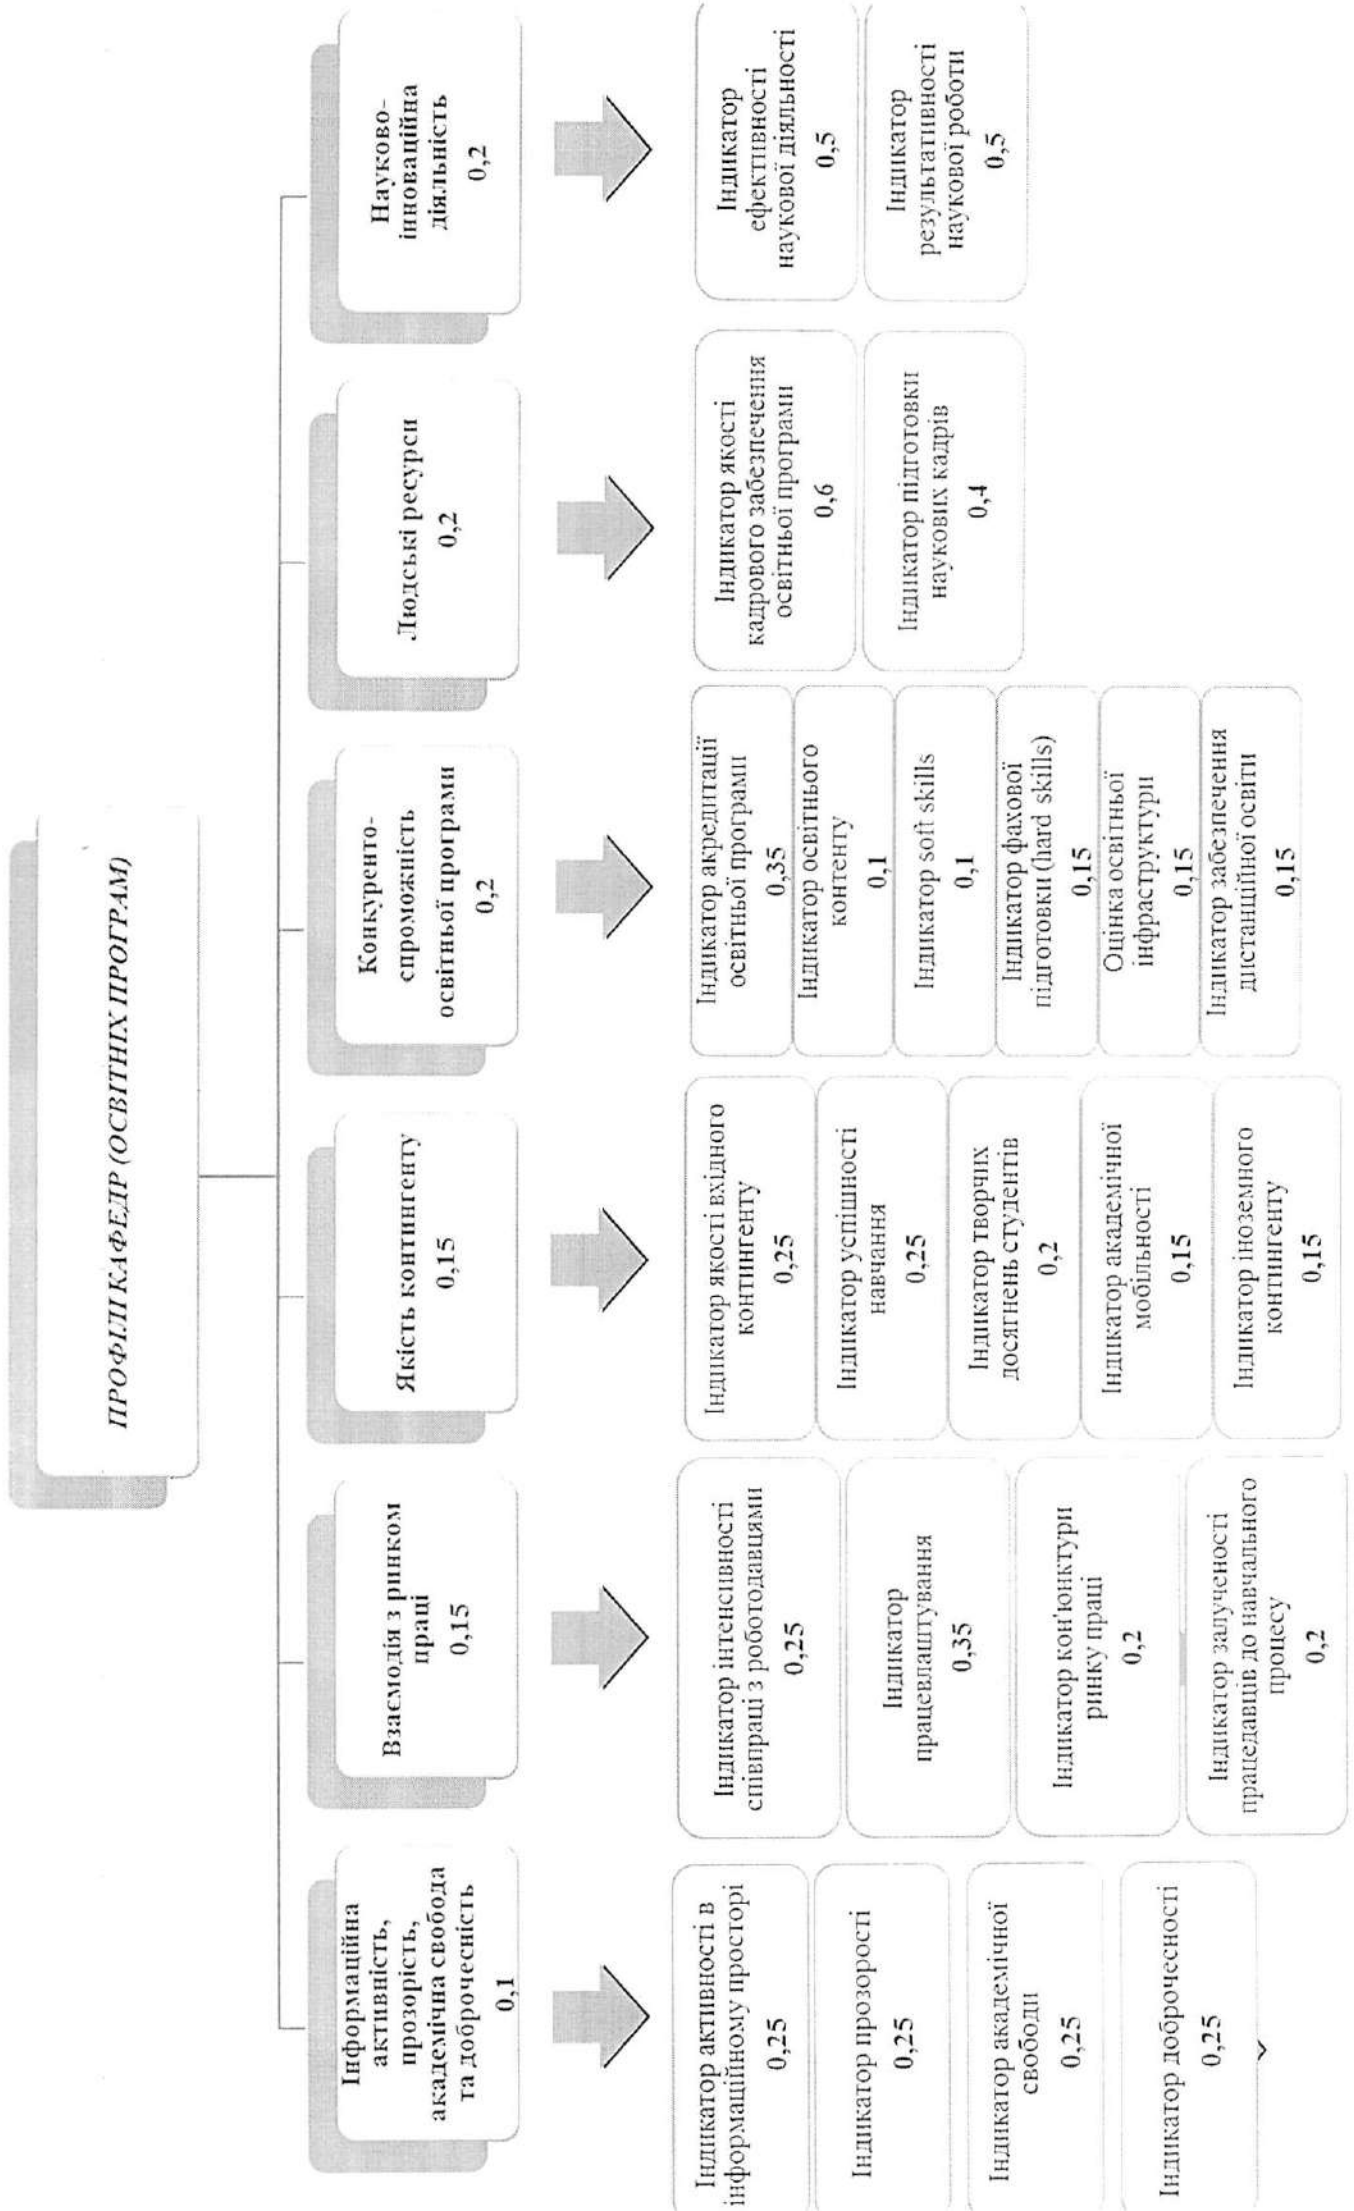 ПРОФІЛІ КАФЕДР (ОСВІТНІХ ПРОГРАМ)
Інформаційна
активність,
прозорість,
академічна свобода
та доброчесність
0,1
Взаємодія з ринком
праці
0,15
Якість контингенту
0,15
Конкуренто-
спроможність
освітньої програми
0,2
Людські ресурси
0,2
Науково-
інноваційна
діяльність
0,2
Індикатор активності в
інформаційному просторі
0,25
Індикатор прозорості
0,25
Індикатор академічної
свободи
0,25
Індикатор доброчесності
0,25
Індикатор інтенсивності
співпраці з роботодавцями
0,25
Індикатор
працевлаштування
0,35
Індикатор кон'юнктури
ринку праці
0,2
Індикатор залученості
працедавців до навчального
процесу
0,2
Індикатор якості вхідного
контингенту
0,25
Індикатор успішності
навчання
0,25
Індикатор творчих
досягнень студентів
0,2
Індикатор академічної
мобільності
0,15
Індикатор іноземного
контингенту
0,15
Індикатор акредитації
освітньої програми
0,35
Індикатор освітнього
контенту
0,1
Індикатор soft skills
0,1
Індикатор фахової
підготовки (hard skills)
0,15
Оцінка освітньої
інфраструктури
0,15
Індикатор забезпечення
дистанційної освіти
0,15
Індикатор якості
кадрового забезпечення
освітньої програми
0,6
Індикатор підготовки
наукових кадрів
0,4
Індикатор
ефективності
наукової діяльності
0,5
Індикатор
результативності
наукової роботи
0,5